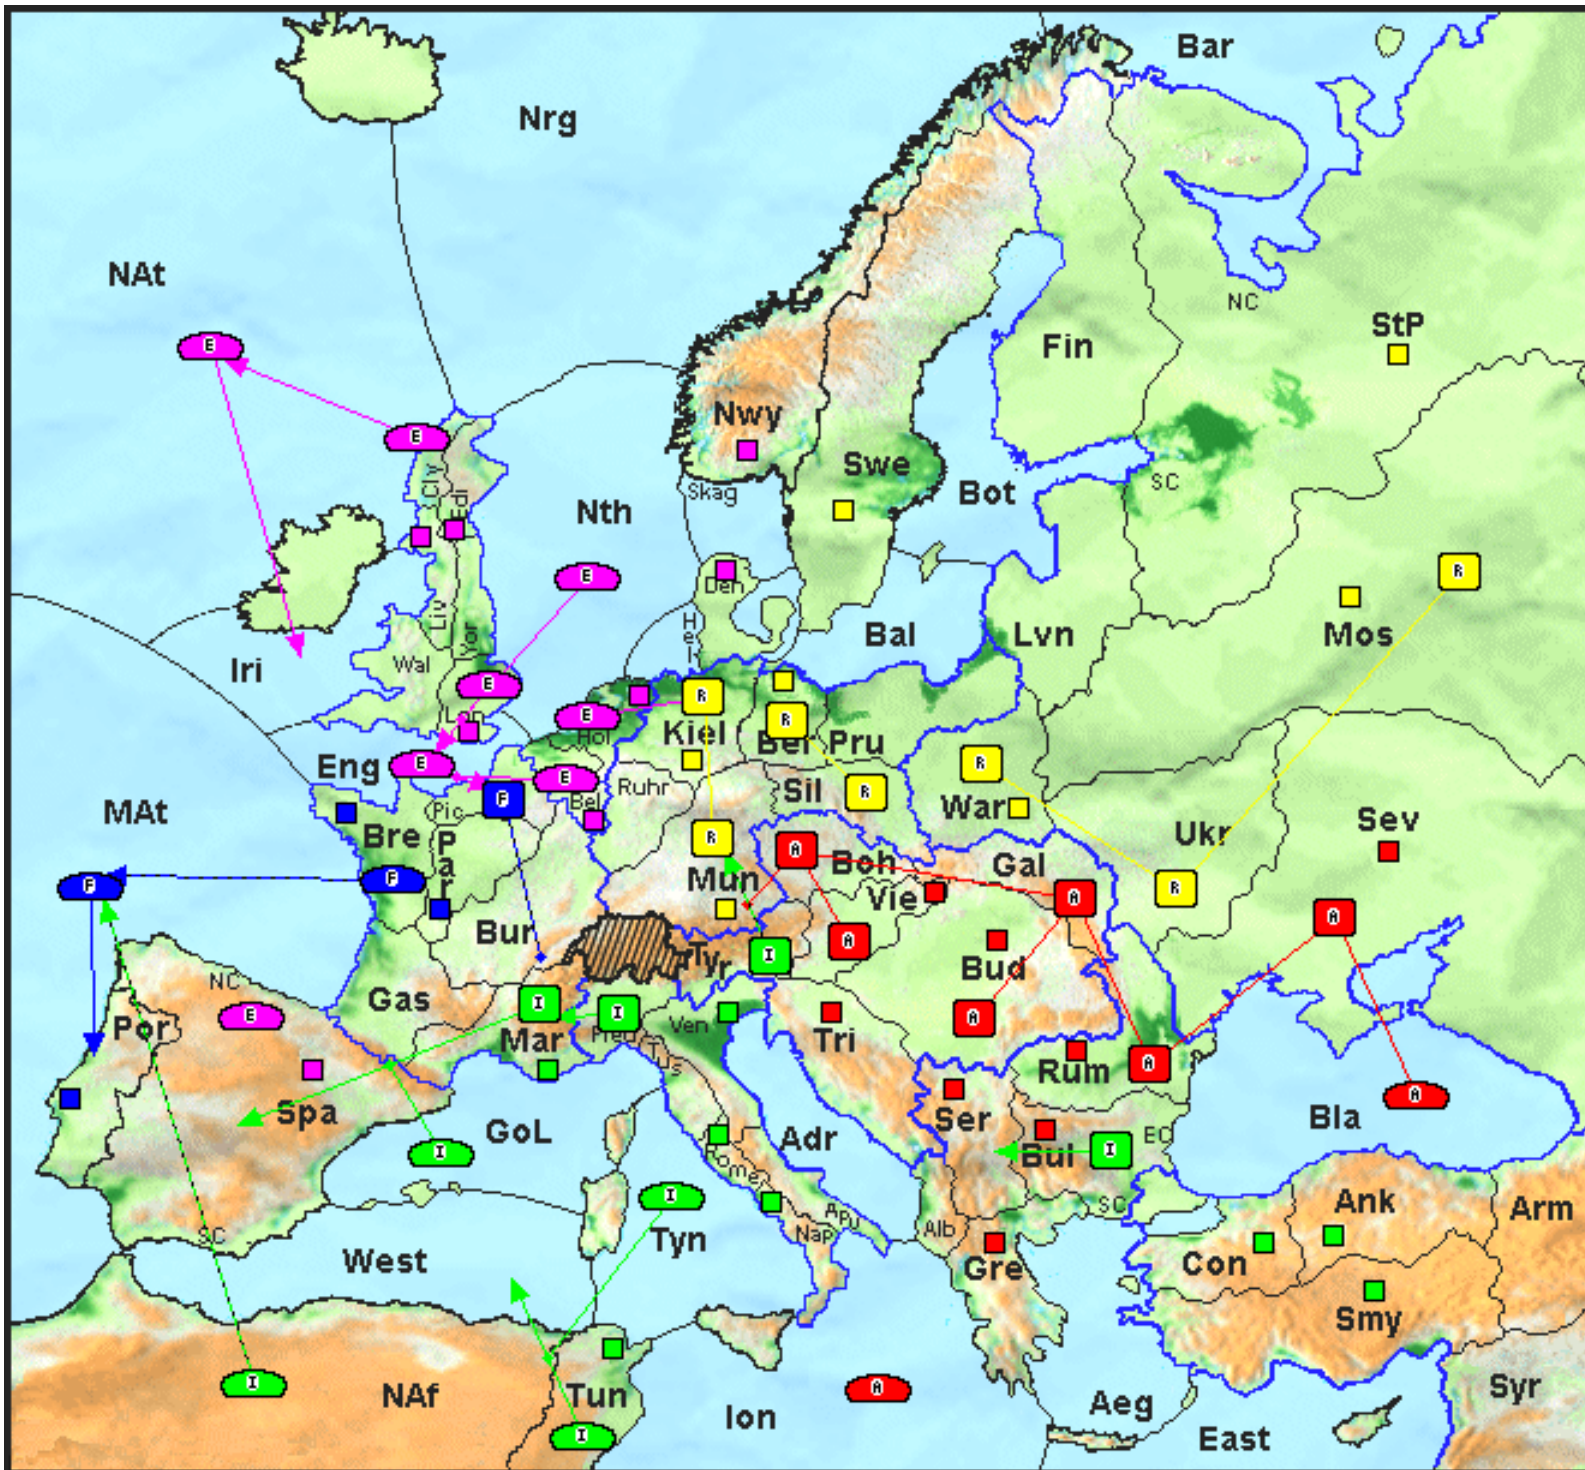 Bar
Nrg
NAt
NC
StP
Fin
Nwy
Swe
SC
Skag
Bot
Cly
Edl
Nth
Den
Hel
Liv
Yor
Bal
Lvn
Mos
Iri
Wal
Lon
Hol
Kiel
Ber
Pru
Eng
Ruhr
Sil
War
MAt
Pic
Bel
Bre
Par
Ukr
Sev
Boh
Gal
Mun
Vie
Bur
Tyr
Bud
NC
Gas
Por
Mar
Pied
Ven
Tri
Tus
Rum
Spa
GoL
Adr
Ser
Bla
Rome
Bul
EC
SC
Ank
Arm
SC
West
Tyn
Apu
Nap
Alb
Gre
Con
Smy
NAf
Tun
Ion
Aeg
East
Syr
E
E
E
E
E
E
E
E
F
F
F
R
R
R
R
R
R
R
A
A
A
A
A
A
A
A
I
I
I
I
I
I
I
I